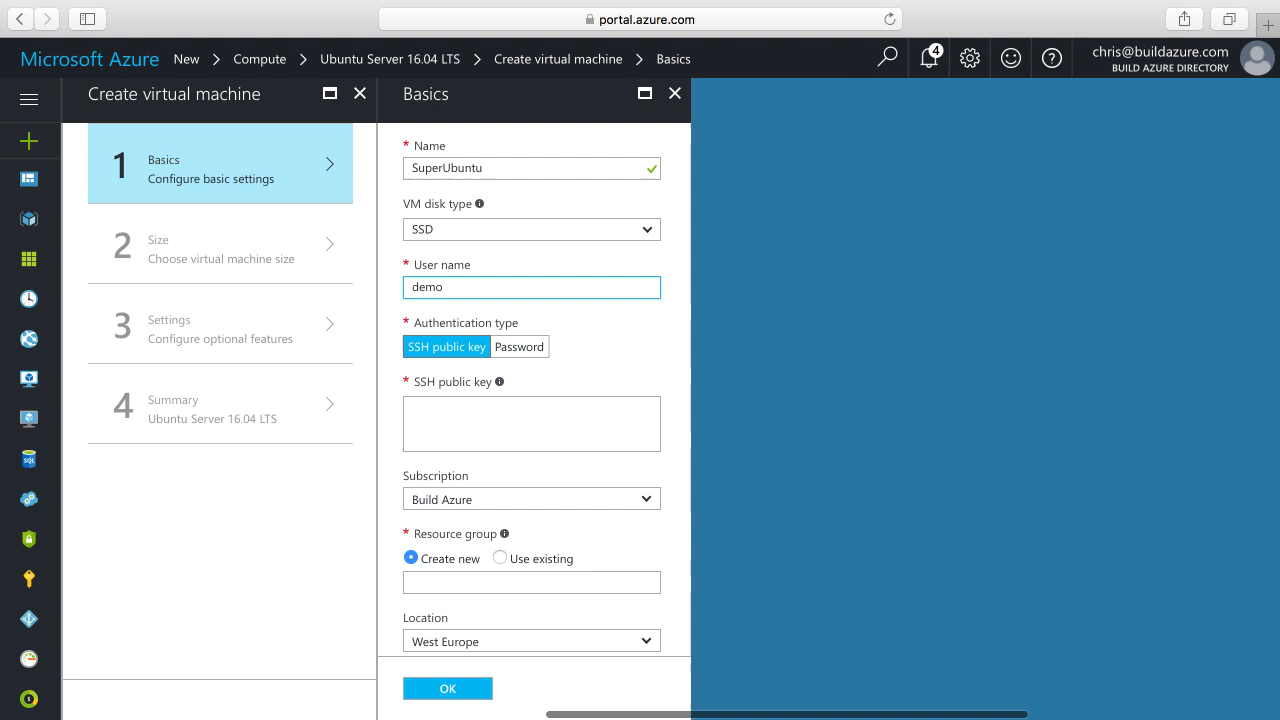 portal.azure.com
Microsoft Azure New Compute Ubuntu Server 16.04 LTS Create virtual machine Basics
4
chris@buildazure.com
BUILD AZURE DIRECTORY
Create virtual machine
1
Basics
Configure basic settings
2
Size
Choose virtual machine size
3
Settings
Configure optional features
4
Summary
Ubuntu Server 16.04 LTS
Basics
* Name
SuperUbuntu
VM disk type
SSD
* User name
demo
* Authentication type
SSH public key Password
* SSH public key
Subscription
Build Azure
* Resource group
Create new Use existing
Location
West Europe
OK
SQL